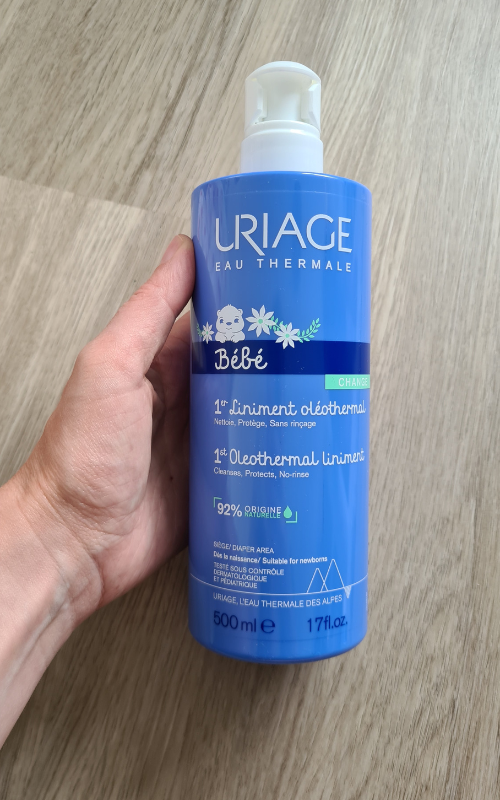 URIAGE
EAU THERMALE
Bébé
CHANGE
1er Liniment oléothermal
Nettoie, Protège, Sans rinçage
1st Oleothermal liniment
Cleanses, Protects, No-rinse
92% ORIGINE
NATURELLE
SIÈGE/ DIAPER AREA
Dès la naissance/ Suitable for newborns
TESTÉ SOUS CONTRÔLE
DERMATOLOGIQUE
ET PÉDIATRIQUE
URIAGE, L'EAU THERMALE DES ALPES
500 ml e 17fl.oz.